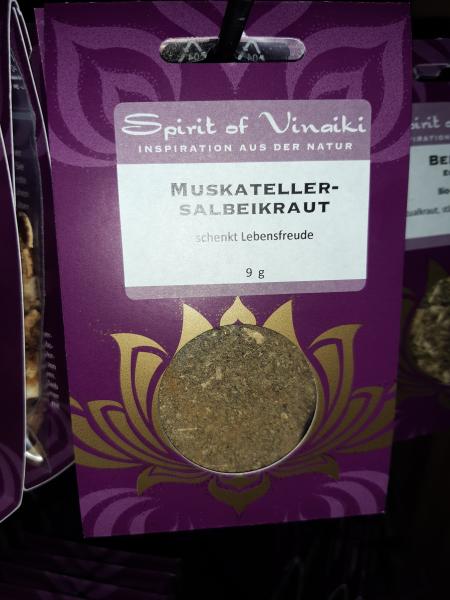 Spirit of Vinaiki
INSPIRATION AUS DER NATUR
MUSKATELLER-
SALBEIKRAUT
schenkt Lebensfreude
9 g